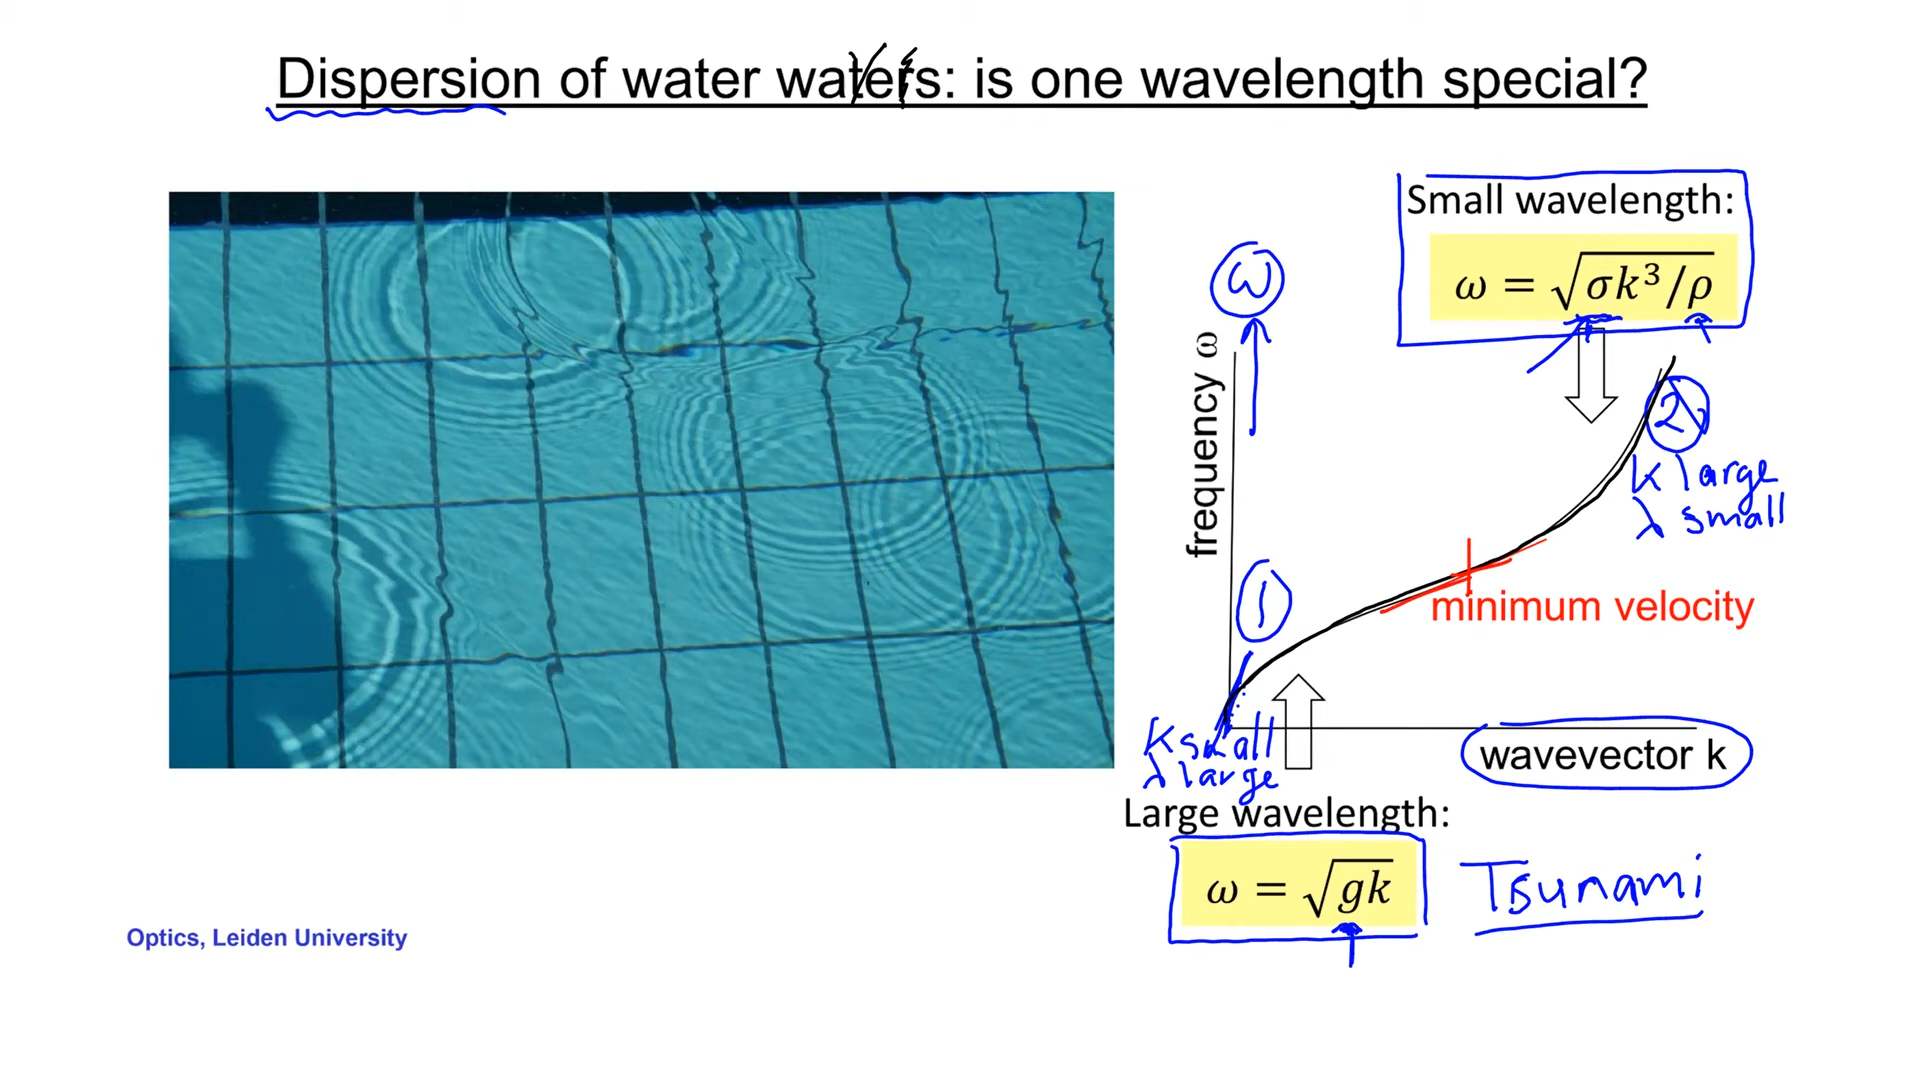 Dispersion of water waters: is one wavelength special?
Small wavelength:
ω = √σk³/ρ
ω
frequency ω
2
k large
λ small
1
minimum velocity
k small
λ large
wavevector k
Large wavelength:
ω = √gk
Tsunami
Optics, Leiden University